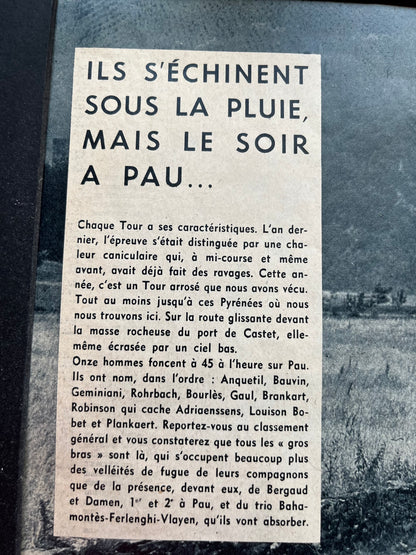 ILS S'ÉCHINENT
SOUS LA PLUIE,
MAIS LE SOIR
A PAU...
Chaque Tour a ses caractéristiques. L'an der-
nier, l'épreuve s'était distinguée par une cha-
leur caniculaire qui, à mi-course et même
avant, avait déjà fait des ravages. Cette an-
née, c'est un Tour arrosé que nous avons vécu.
Tout au moins jusqu'à ces Pyrénées où nous
nous trouvons ici. Sur la route glissante devant
la masse rocheuse du port de Castet, elle-
même écrasée par un ciel bas.
Onze hommes foncent à 45 à l'heure sur Pau.
Ils ont nom, dans l'ordre : Anquetil, Bauvin,
Geminiani, Rohrbach, Bourlès, Gaul, Brankart,
Robinson qui cache Adriaenssens, Louison Bo-
bet et Plankaert. Reportez-vous au classement
général et vous constaterez que tous les « gros
bras » sont là, qui s'occupent beaucoup plus
des velléités de fugue de leurs compagnons
que de la présence, devant eux, de Bergaud
et Damen, 1er et 2e à Pau, et du trio Baha-
montès-Ferlenghi-Vlayen, qu'ils vont absorber.